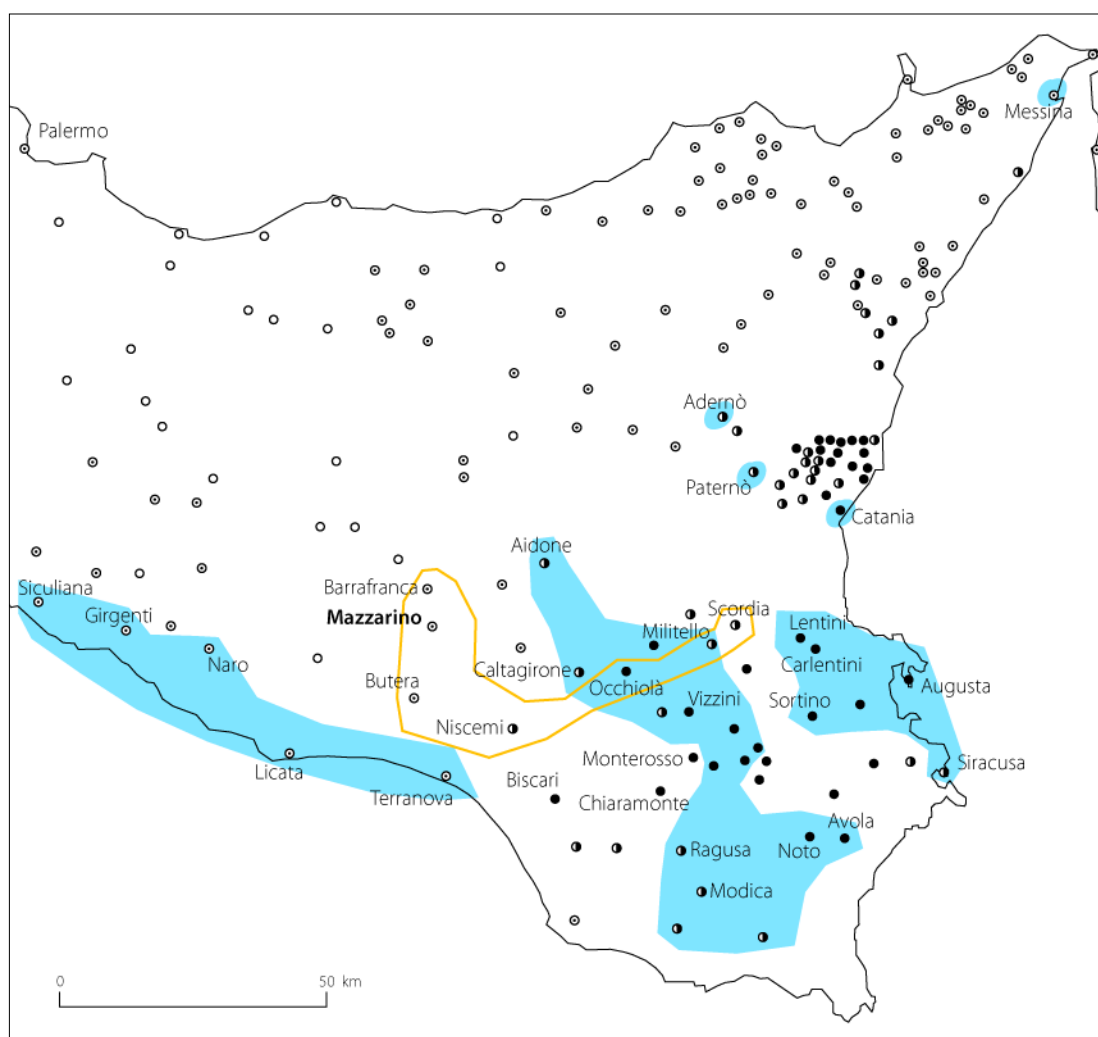 Palermo
Messina
Adernò
Paternò
Catania
Aidone
Siculiana
Barrafranca
Girgenti
Mazzarino
Scordia
Lentini
Militello
Naro
Carlentini
Caltagirone
Butera
Occhiolà
Augusta
Sortino
Vizzini
Niscemi
Monterosso
Siracusa
Licata
Biscari
Terranova
Chiaramonte
Avola
Ragusa
Noto
Modica
0 50 km